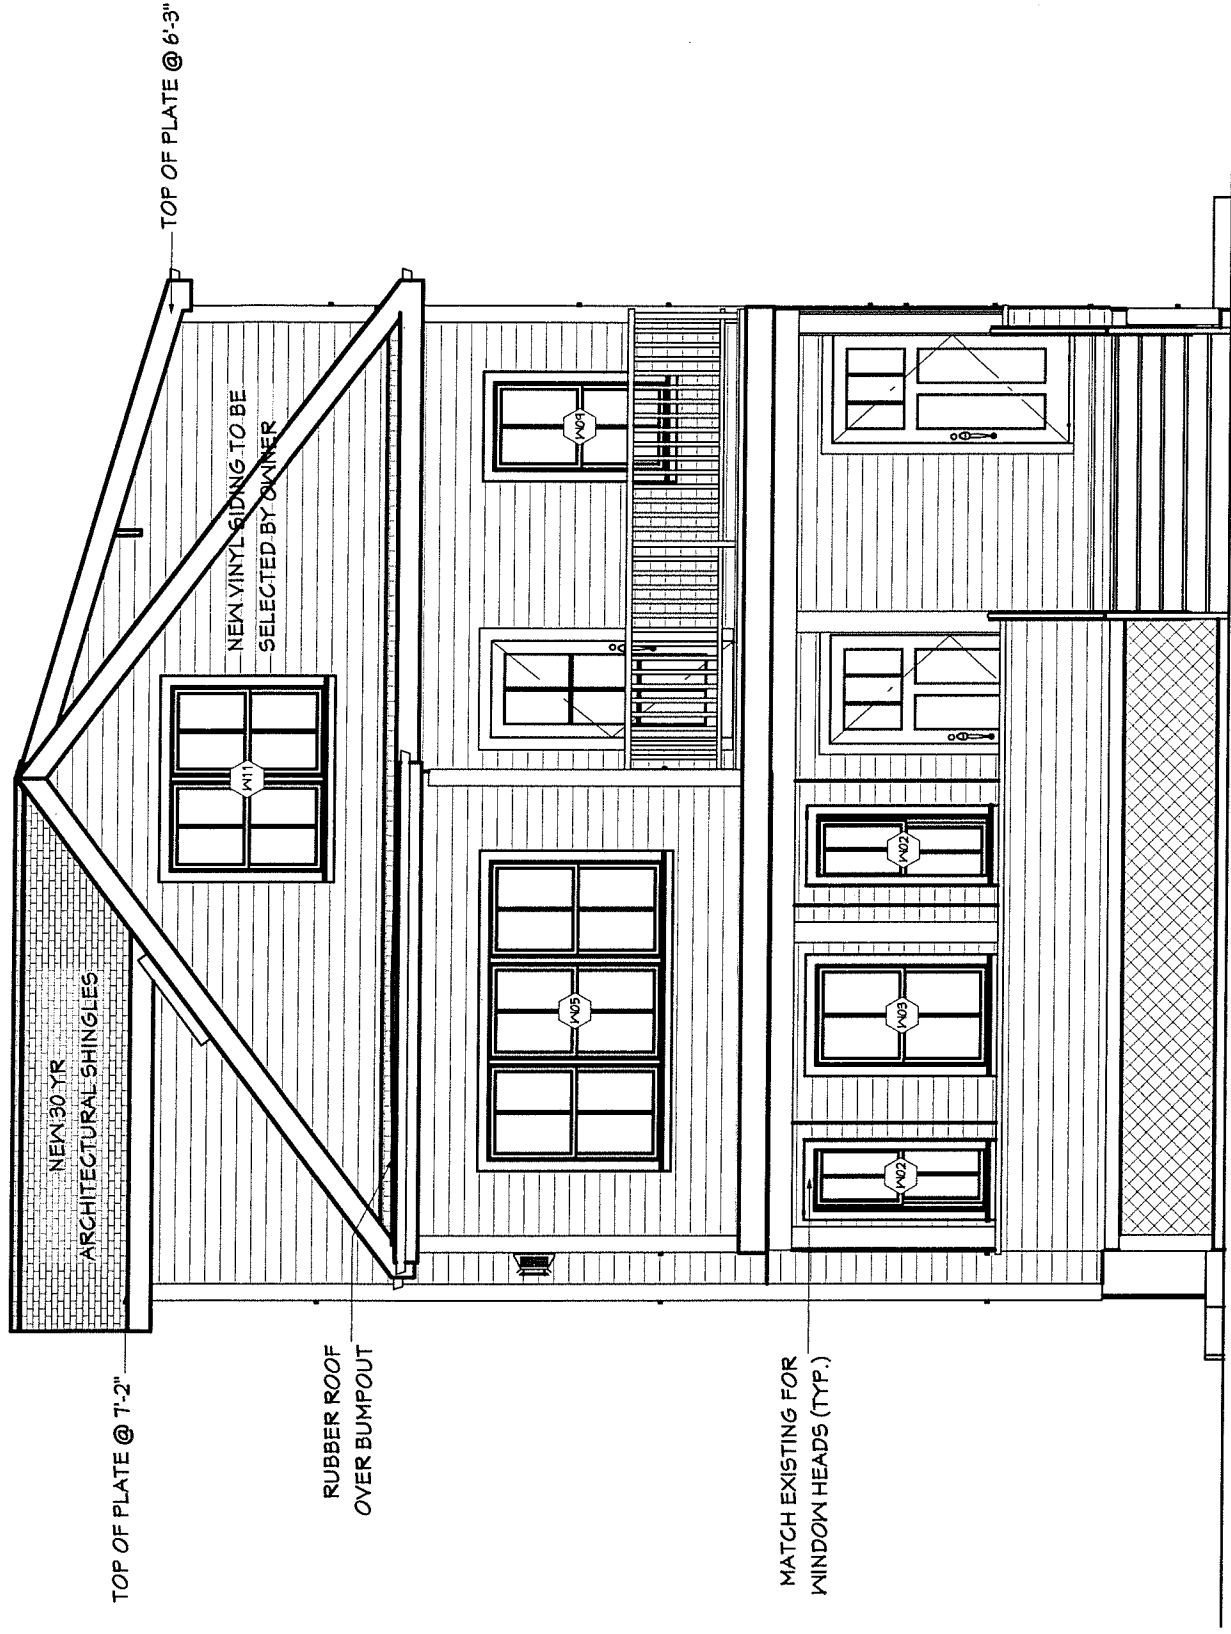 TOP OF PLATE @ 7'-2"
NEW 30 YR
ARCHITECTURAL SHINGLES
TOP OF PLATE @ 6'-3"
NEW VINYL SIDING TO BE
SELECTED BY OWNER
W11
RUBBER ROOF
OVER BUMPOUT
W05
W09
MATCH EXISTING FOR
WINDOW HEADS (TYP.)
W02
W03
W02